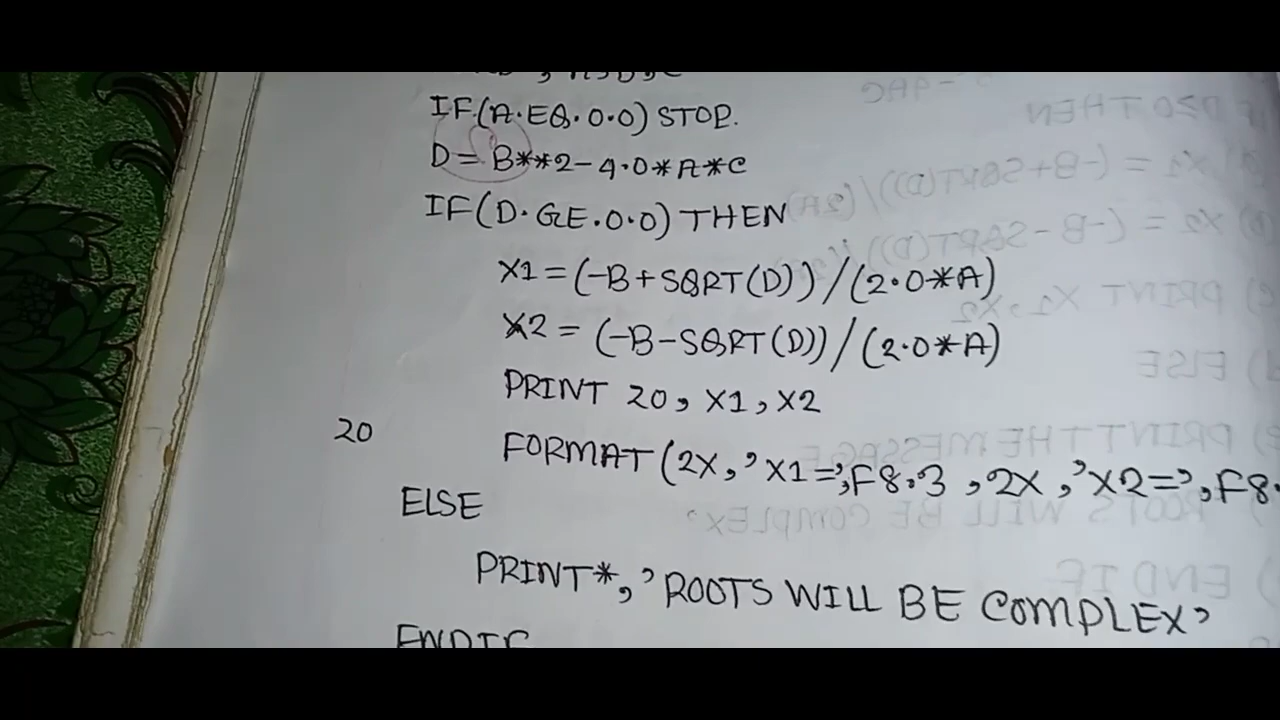 IF(A.EQ.0.0) STOP.
D = B**2-4.0*A*C
IF(D.GE.0.0) THEN
X1 = (-B+SQRT(D))/(2.0*A)
X2 = (-B-SQRT(D))/(2.0*A)
PRINT 20, X1, X2
20 FORMAT(2X,'X1=',F8.3,2X,'X2=',F8.
ELSE
PRINT*,'ROOTS WILL BE COMPLEX'
ENDIF